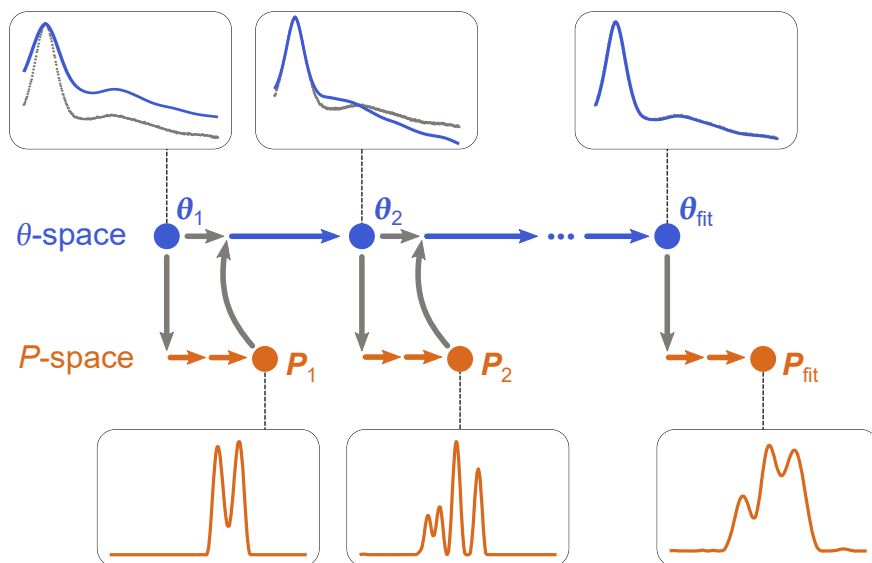 θ-space
θ1
θ2
θfit
P-space
P1
P2
Pfit